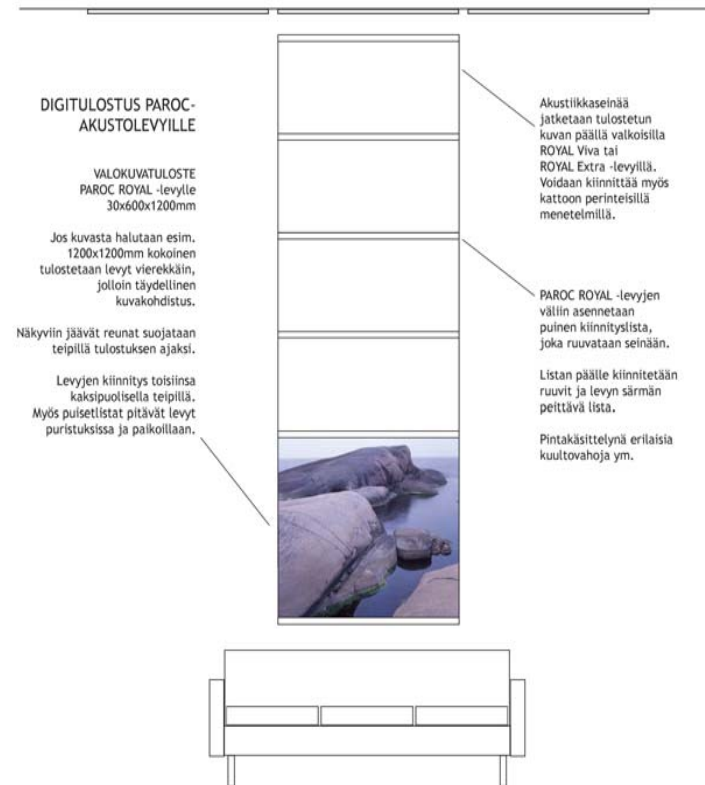 DIGITULOSTUS PAROC-
AKUSTOLEVYILLE
VALOKUVATULOSTE
PAROC ROYAL -levylle
30x600x1200mm
Jos kuvasta halutaan esim.
1200x1200mm kokoinen
tulostetaan levyt vierekkäin,
jolloin täydellinen
kuvakohdistus.
Näkyviin jäävät reunat suojataan
teipillä tulostuksen ajaksi.
Levyjen kiinnitys toisiinsa
kaksipuolisella teipillä.
Myös puisetlistat pitävät levyt
puristuksissa ja paikoillaan.
Akustiikkaseinää
jatketaan tulostetun
kuvan päällä valkoisilla
ROYAL Viva tai
ROYAL Extra -levyillä.
Voidaan kiinnittää myös
kattoon perinteisillä
menetelmillä.
PAROC ROYAL -levyjen
väliin asennetaan
puinen kiinnityslista,
joka ruuvataan seinään.
Listan päälle kiinnitetään
ruuvit ja levyn särmän
peittävä lista.
Pintakäsittelynä erilaisia
kuultovahoja ym.